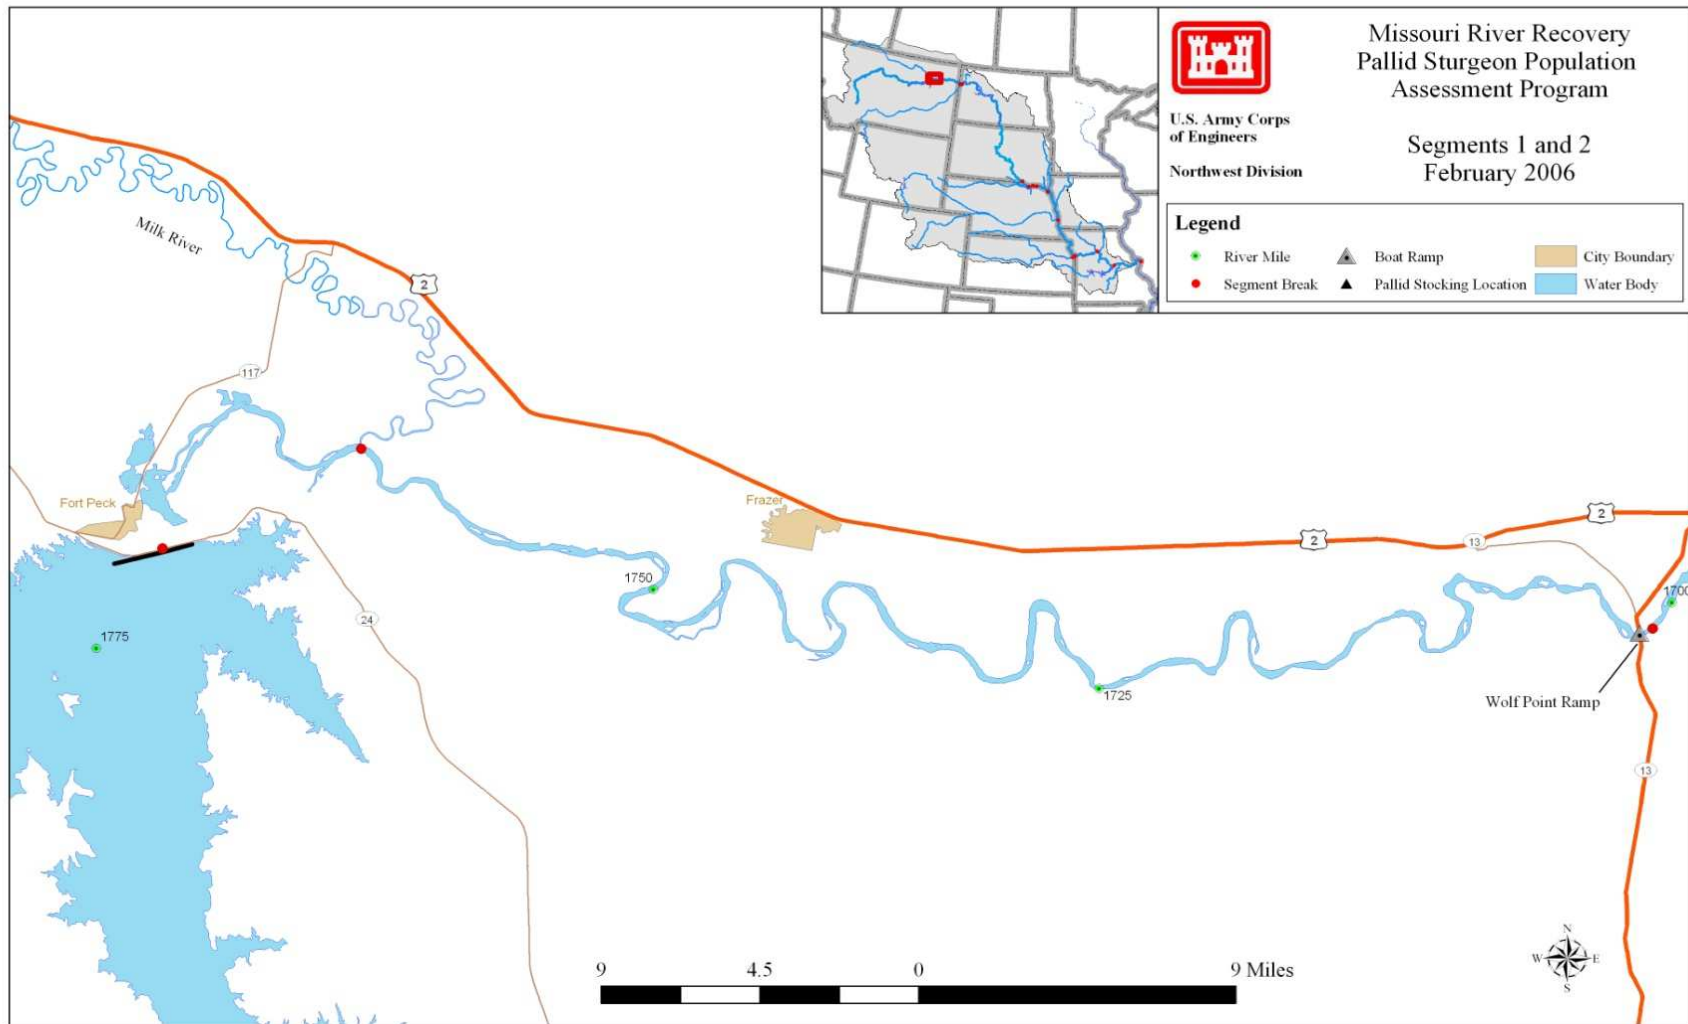 Missouri River Recovery
Pallid Sturgeon Population
Assessment Program
Segments 1 and 2
February 2006
U.S. Army Corps
of Engineers
Northwest Division
Legend
River Mile
Boat Ramp
City Boundary
Segment Break
Pallid Stocking Location
Water Body
Milk River
2
117
Fort Peck
Frazer
2
13
2
1750
1700
24
1775
1725
Wolf Point Ramp
13
N
W E
S
9 4.5 0 9 Miles